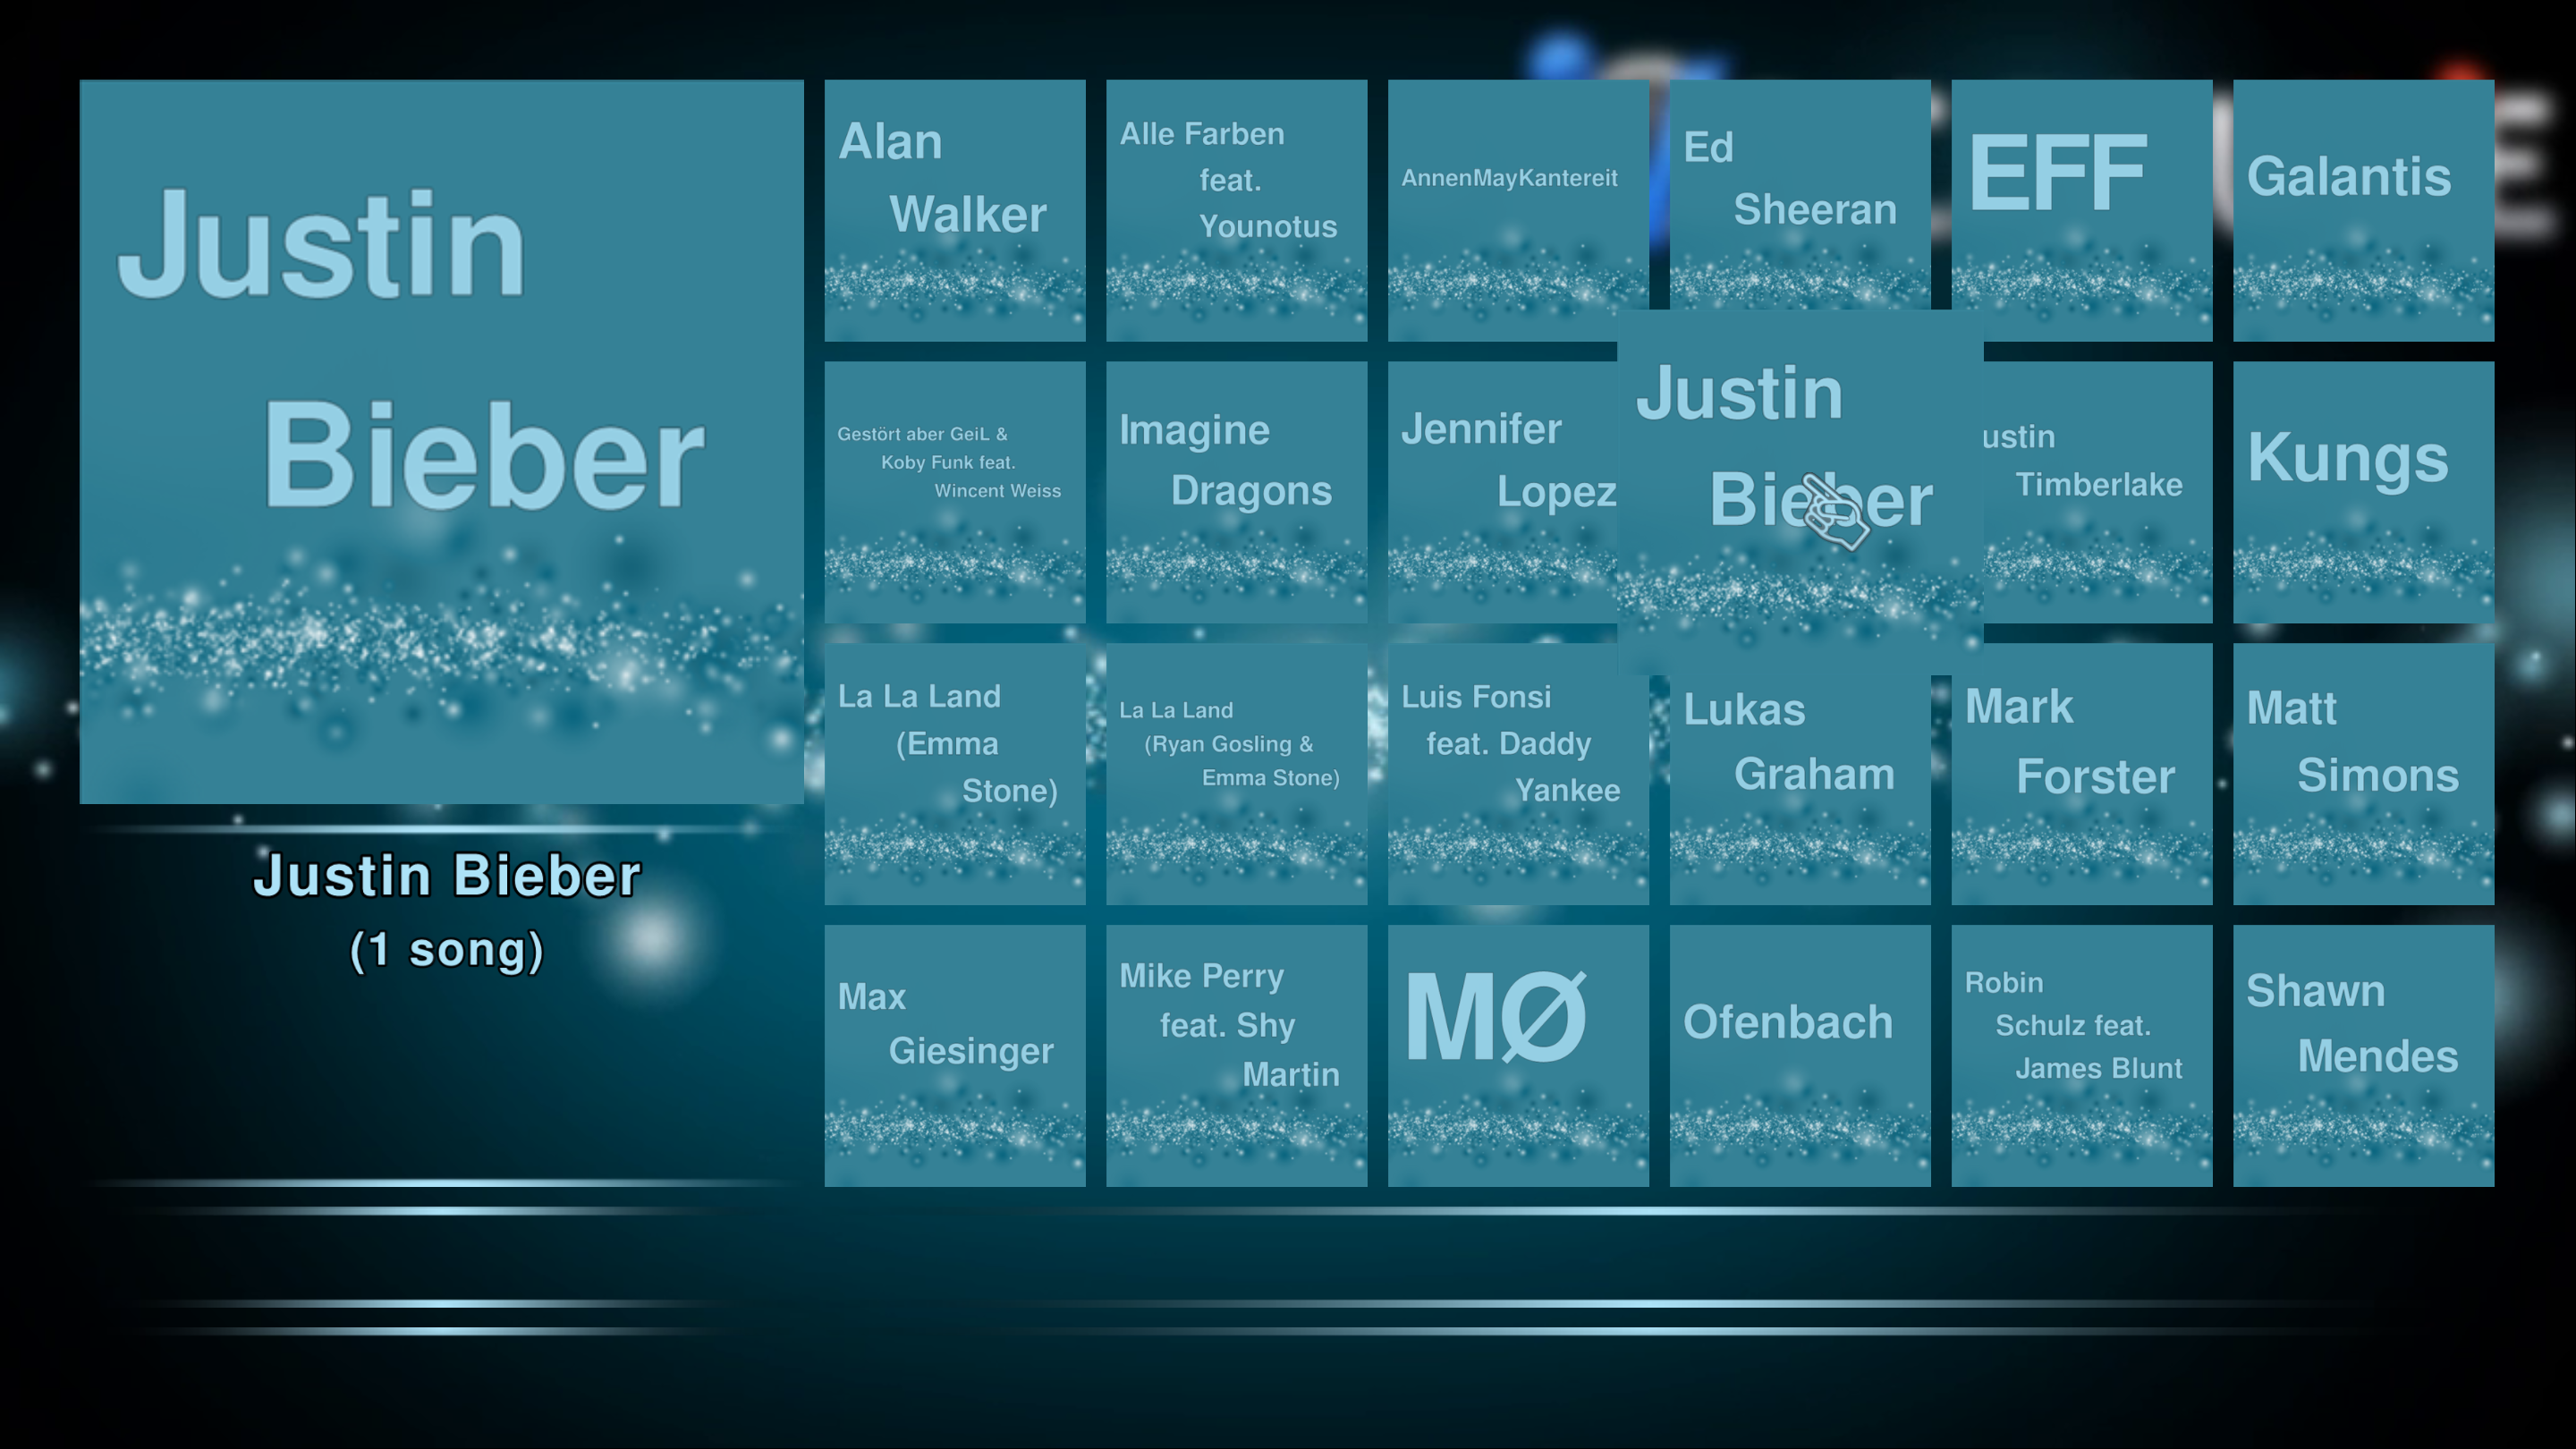 Justin
Bieber
Justin Bieber
(1 song)
Alan
Walker
Alle Farben
feat.
Younotus
AnnenMayKantereit
Ed
Sheeran
EFF
Galantis
Gestört aber GeiL &
Koby Funk feat.
Wincent Weiss
Imagine
Dragons
Jennifer
Lopez
Justin
Bieber
ustin
Timberlake
Kungs
La La Land
(Emma
Stone)
La La Land
(Ryan Gosling &
Emma Stone)
Luis Fonsi
feat. Daddy
Yankee
Lukas
Graham
Mark
Forster
Matt
Simons
Max
Giesinger
Mike Perry
feat. Shy
Martin
MØ
Ofenbach
Robin
Schulz feat.
James Blunt
Shawn
Mendes